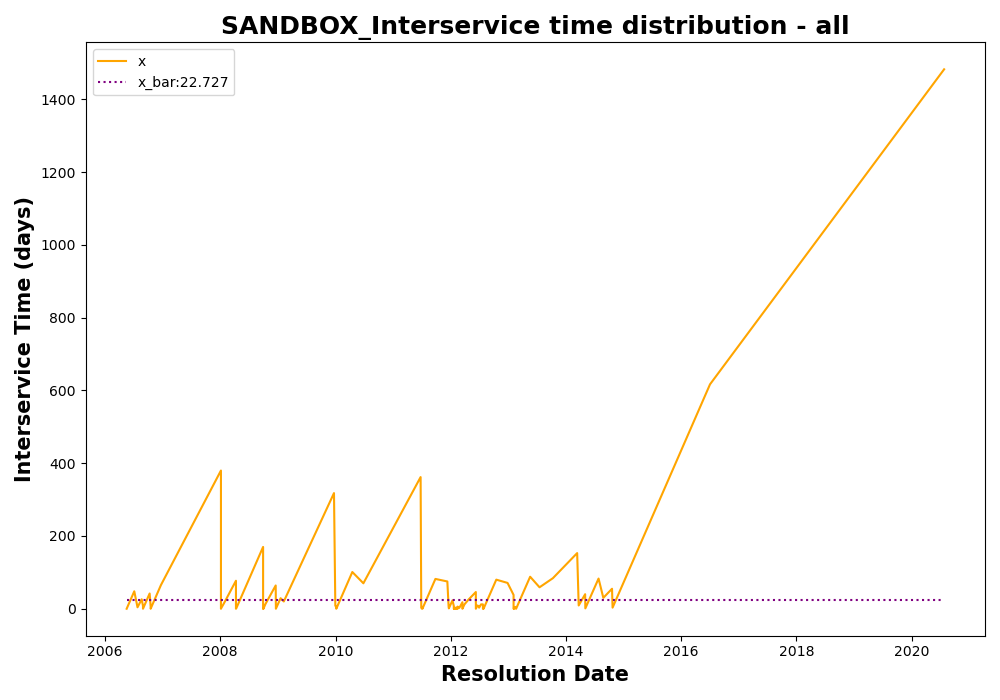 SANDBOX_Interservice time distribution - all
x
x_bar:22.727
Interservice Time (days)
1400
1200
1000
800
600
400
200
0
2006 2008 2010 2012 2014 2016 2018 2020
Resolution Date